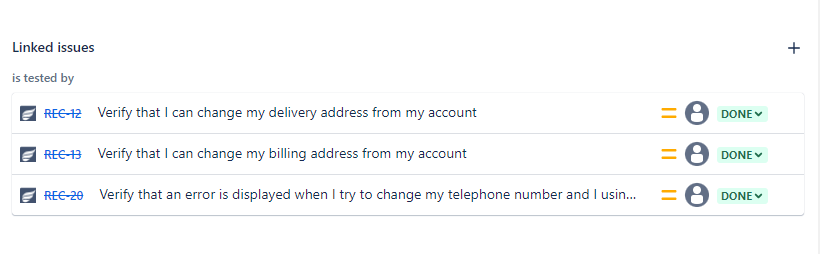 Linked issues
is tested by
REC-12 Verify that I can change my delivery address from my account DONE
REC-13 Verify that I can change my billing address from my account DONE
REC-20 Verify that an error is displayed when I try to change my telephone number and I usin... DONE